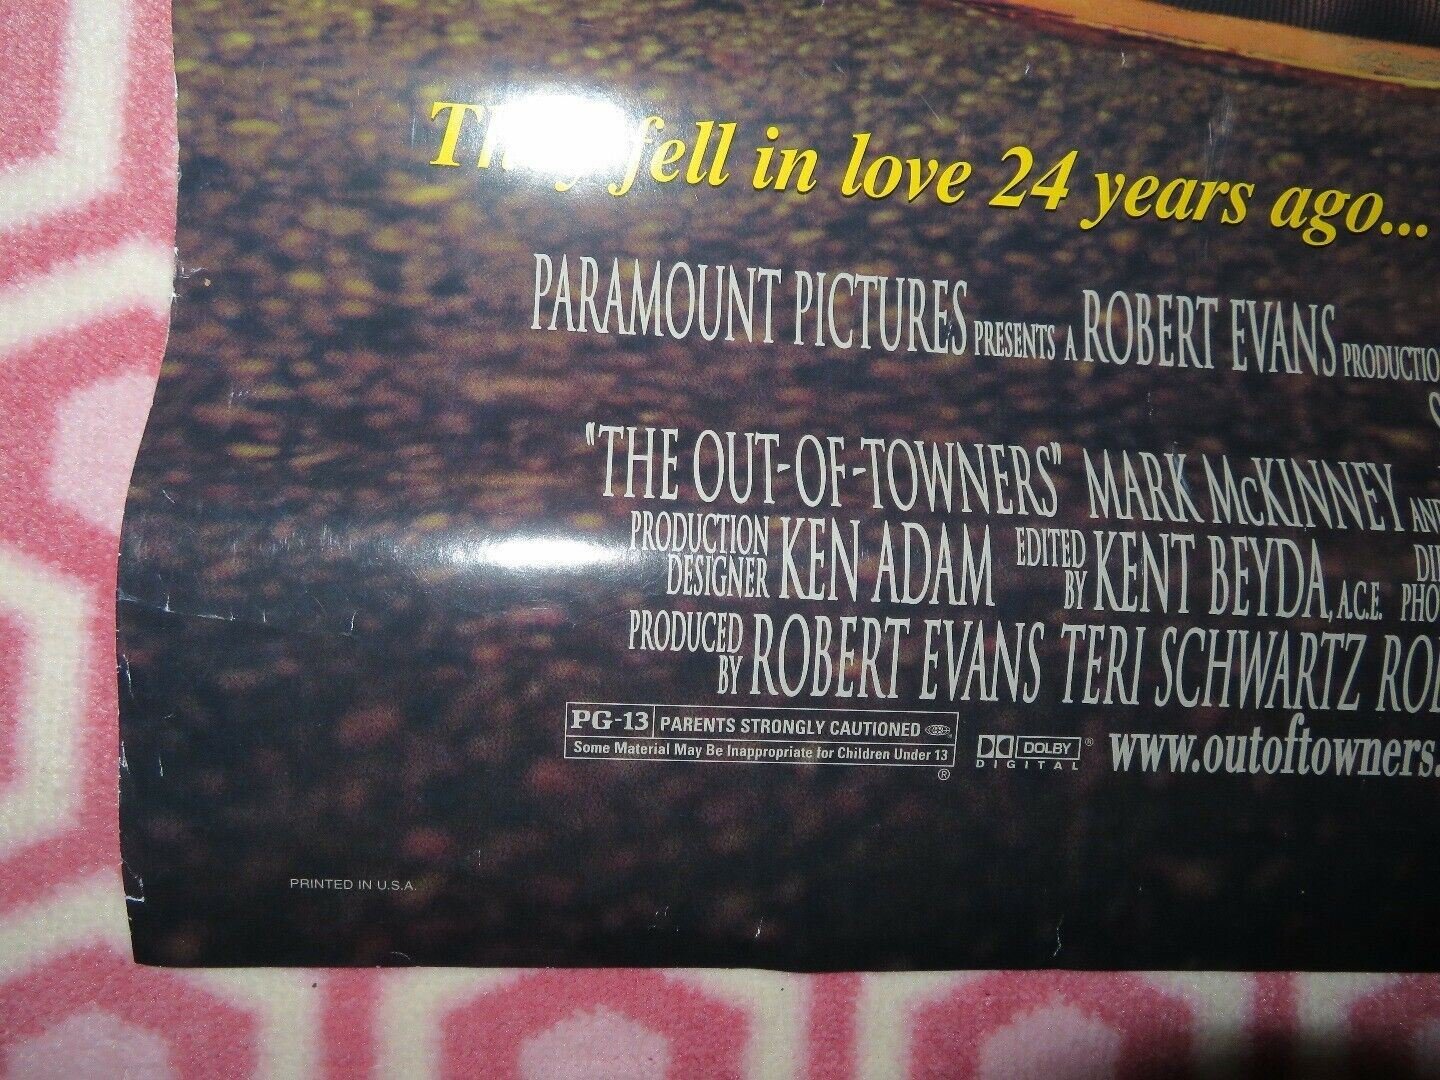 fell in love 24 years ago...
PARAMOUNT PICTURES PRESENTS A ROBERT EVANS
"THE OUT-OF-TOWNERS" MARK McKINNEY
PRODUCTION DESIGNER KEN ADAM EDITED BY KENT BEYDA, A.C.E.
PRODUCED BY ROBERT EVANS TERI SCHWARTZ
PG-13 PARENTS STRONGLY CAUTIONED
Some Material May Be Inappropriate for Children Under 13
®
DOLBY ®
DIGITAL
www.outoftowners.
PRINTED IN U.S.A.